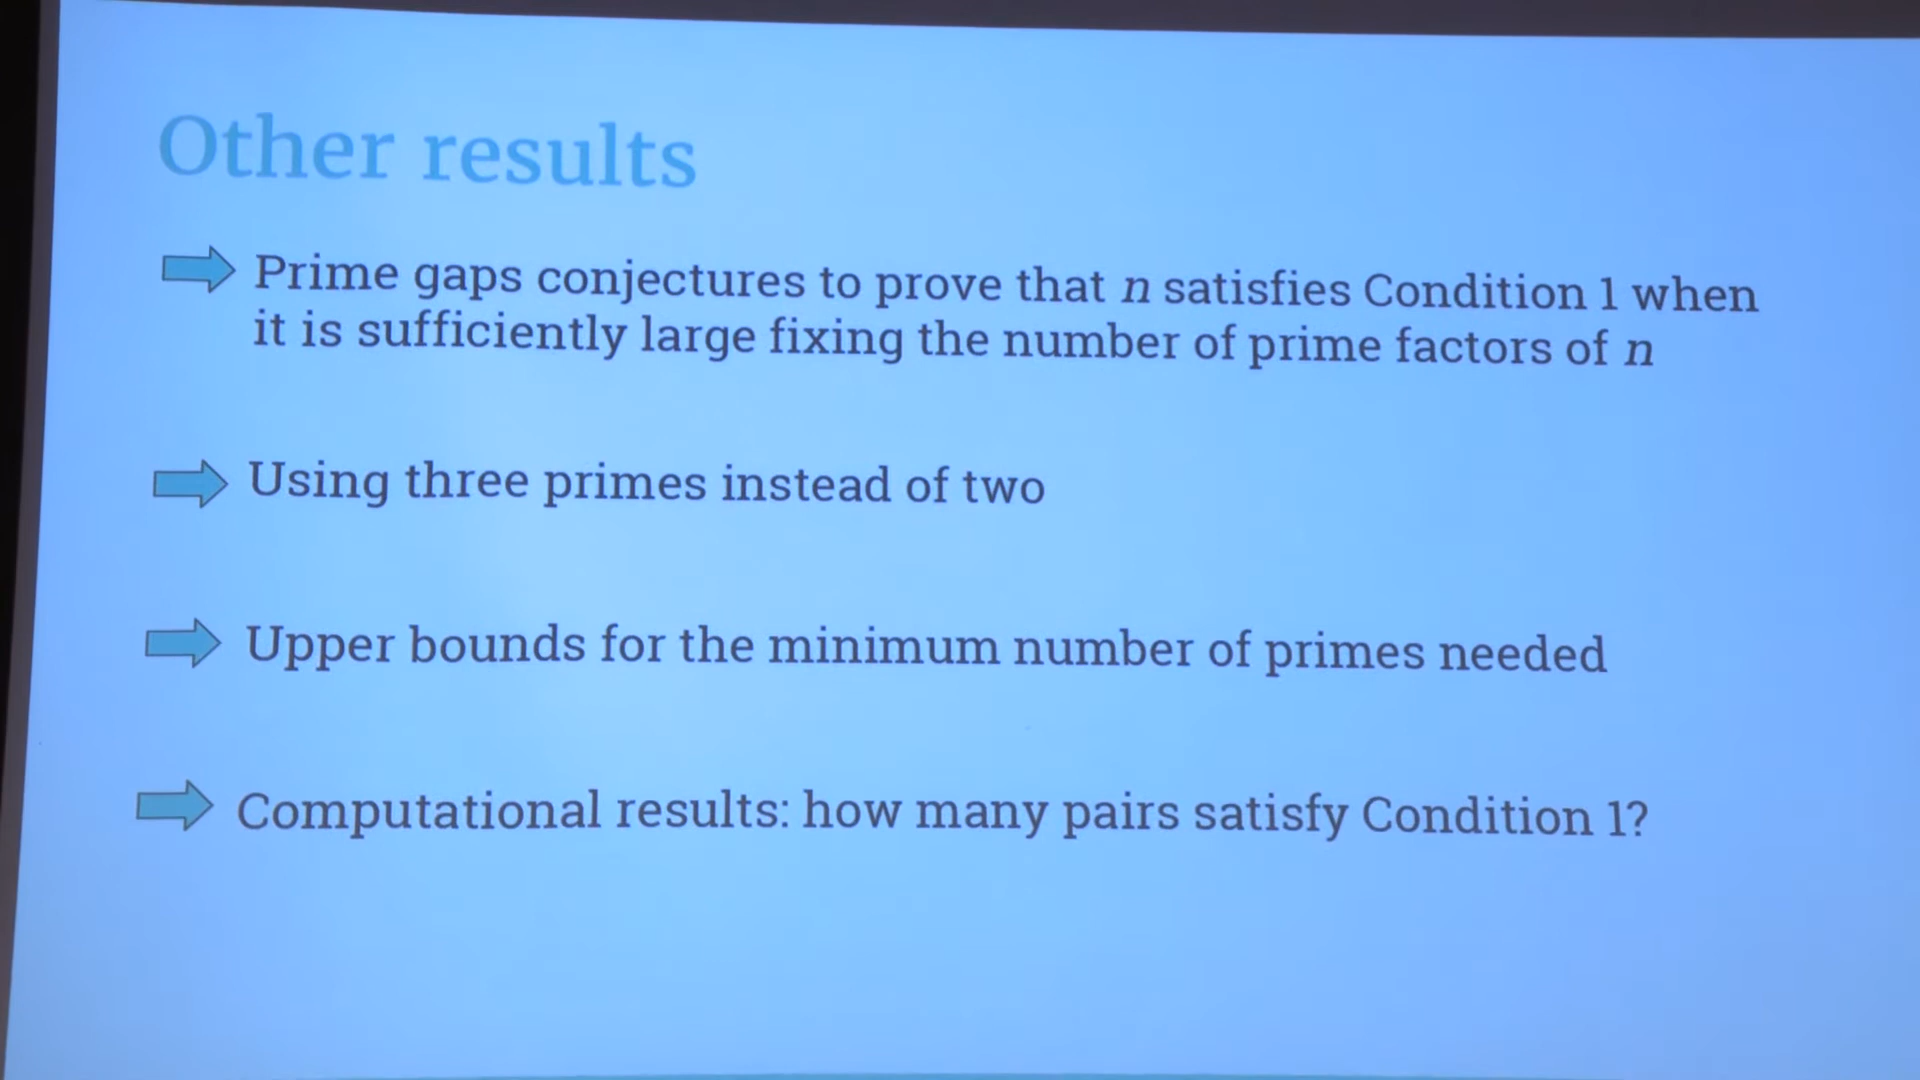 Other results
Prime gaps conjectures to prove that n satisfies Condition 1 when
it is sufficiently large fixing the number of prime factors of n
Using three primes instead of two
Upper bounds for the minimum number of primes needed
Computational results: how many pairs satisfy Condition 1?